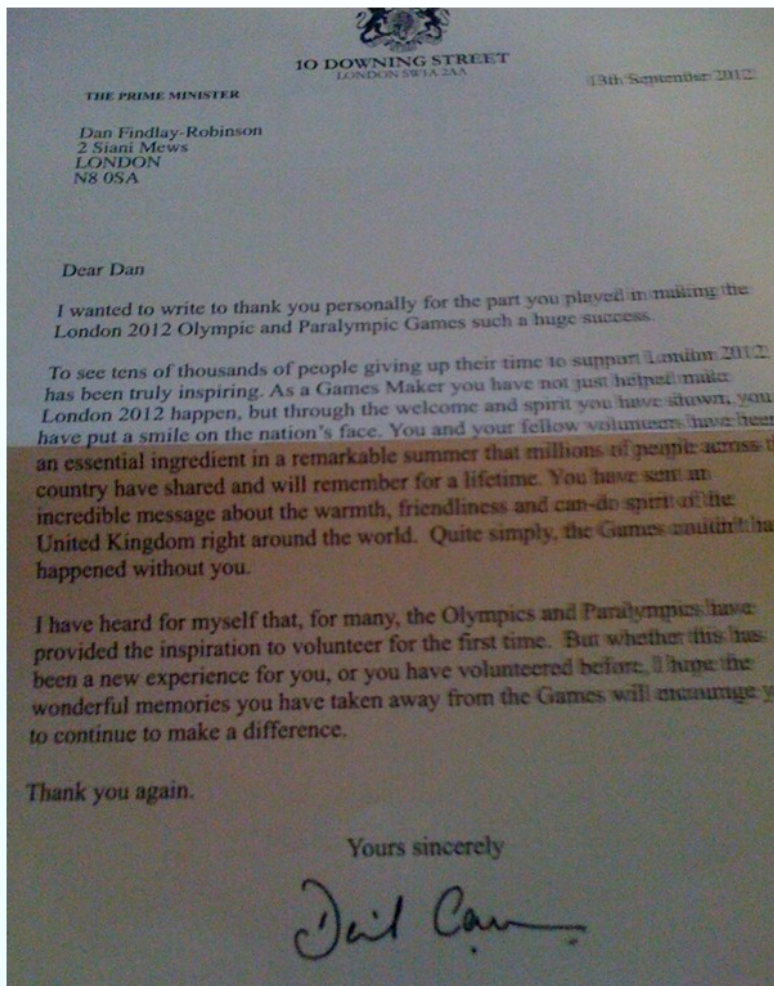 10 DOWNING STREET
LONDON SW1A 2AA
13th September 2012
THE PRIME MINISTER
Dan Findlay-Robinson
2 Siani Mews
LONDON
N8 0SA
Dear Dan
I wanted to write to thank you personally for the part you played in making the
London 2012 Olympic and Paralympic Games such a huge success.
To see tens of thousands of people giving up their time to support London 2012
has been truly inspiring. As a Games Maker you have not just helped make
London 2012 happen, but through the welcome and spirit you have shown, you
have put a smile on the nation's face. You and your fellow volunteers have been
an essential ingredient in a remarkable summer that millions of people across
country have shared and will remember for a lifetime. You have sent an
incredible message about the warmth, friendliness and can-do spirit of the
United Kingdom right around the world. Quite simply, the Games couldn't
happened without you.
I have heard for myself that, for many, the Olympics and Paralympics have
provided the inspiration to volunteer for the first time. But whether this has
been a new experience for you, or you have volunteered before, I hope the
wonderful memories you have taken away from the Games will encourage
to continue to make a difference.
Thank you again.
Yours sincerely